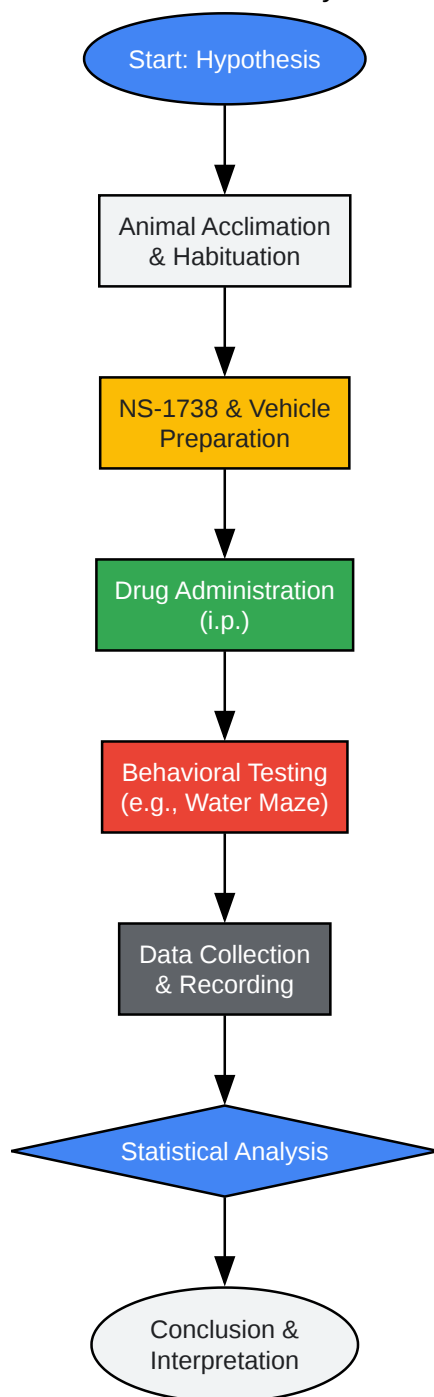 Start: Hypothesis
Animal Acclimation
& Habituation
NS-1738 & Vehicle
Preparation
Drug Administration
(i.p.)
Behavioral Testing
(e.g., Water Maze)
Data Collection
& Recording
Statistical Analysis
Conclusion &
Interpretation